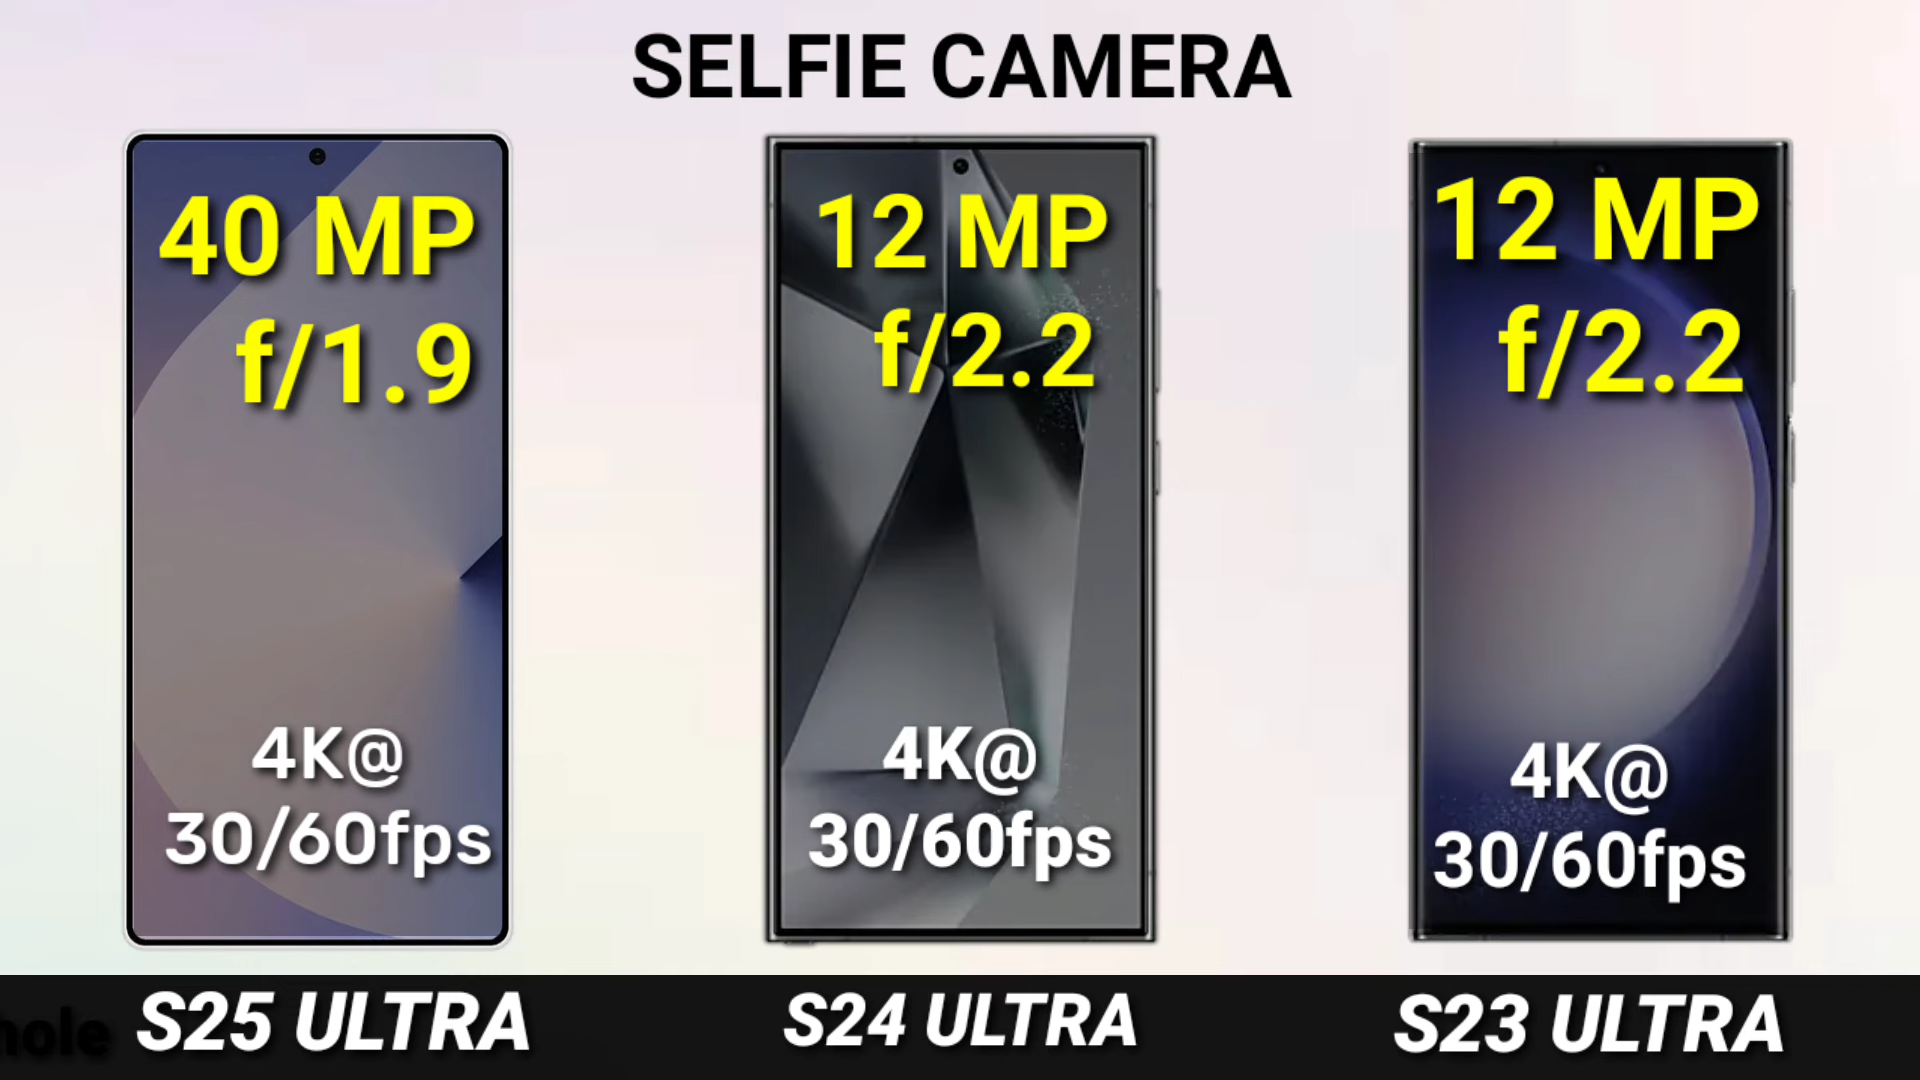 SELFIE CAMERA
40 MP
f/1.9
4K@
30/60fps
12 MP
f/2.2
4K@
30/60fps
12 MP
f/2.2
4K@
30/60fps
hole
S25 ULTRA
S24 ULTRA
S23 ULTRA